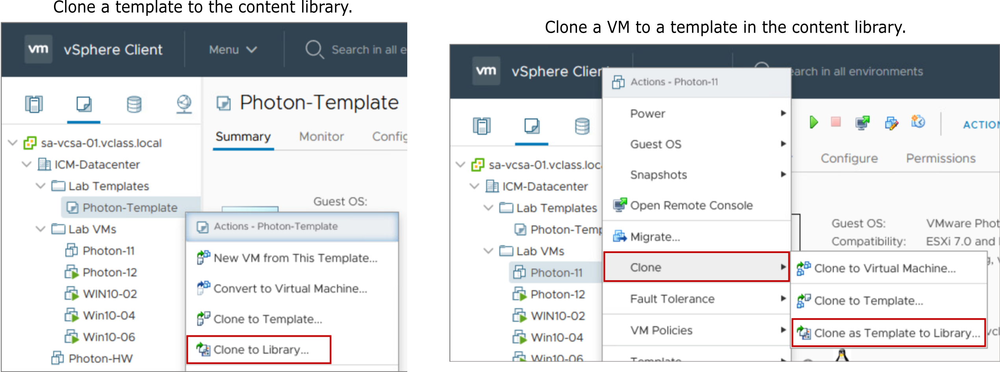 Clone a template to the content library.
vm vSphere Client Menu Search in all e
Photon-Template
Summary Monitor Config
sa-vcsa-01.vclass.local
ICM-Datacenter
Lab Templates
Photon-Template
Lab VMs
Photon-11
Photon-12
WIN10-02
Win10-04
Win10-06
Photon-HW
Guest OS:
Actions - Photon-Template
New VM from This Template...
Convert to Virtual Machine...
Clone to Template...
Clone to Library...
Clone a VM to a template in the content library.
vm vSphere Clien earch in all environments
sa-vcsa-01.vclass.loc
ICM-Datacenter
Lab Templates
Photon-Temp
Lab VMs
Photon-11
Photon-12
WIN10-02
Win10-04
Win10-06
Actions - Photon-11
Power
Guest OS
Snapshots
Open Remote Console
Migrate...
Clone
Fault Tolerance
VM Policies
Template
ACTION
Configure Permissions
Guest OS: VMware Phot
Compatibility: ESXi 7.0 and
Clone to Virtual Machine...
Clone to Template...
Clone as Template to Library...